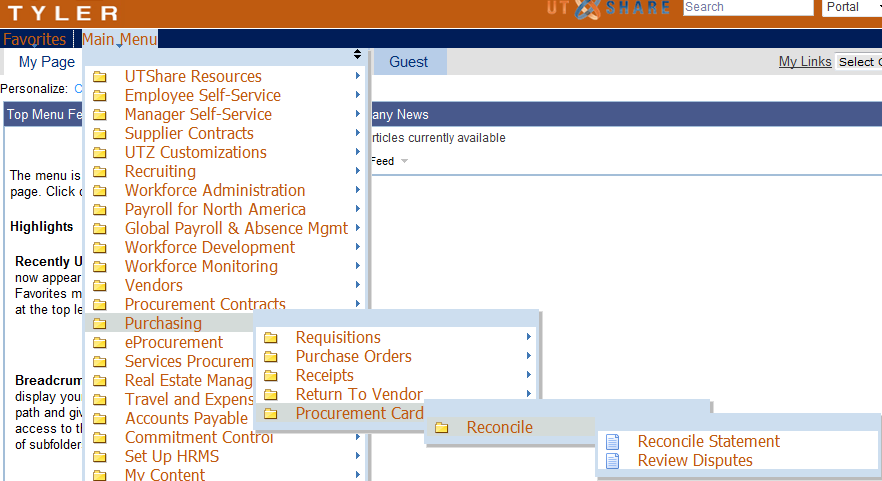 TYLER
UT SHARE
Search
Portal
Favorites
Main Menu
My Page
Guest
My Links
Select
Personalize:
Top Menu
any News
UTShare Resources
Employee Self-Service
Manager Self-Service
Supplier Contracts
UTZ Customizations
Recruiting
Workforce Administration
Payroll for North America
Global Payroll & Absence Mgmt
Workforce Development
Workforce Monitoring
Vendors
Procurement Contracts
Purchasing
eProcurement
Services Procurem
Real Estate Manag
Travel and Expens
Accounts Payable
Commitment Control
Set Up HRMS
My Content
rticles currently available
Feed
The menu is
page. Click
Highlights
Recently U
now appear
Favorites m
at the top le
Breadcrum
display you
path and giv
access to th
of subfolder
Requisitions
Purchase Orders
Receipts
Return To Vendor
Procurement Card
Reconcile
Reconcile Statement
Review Disputes